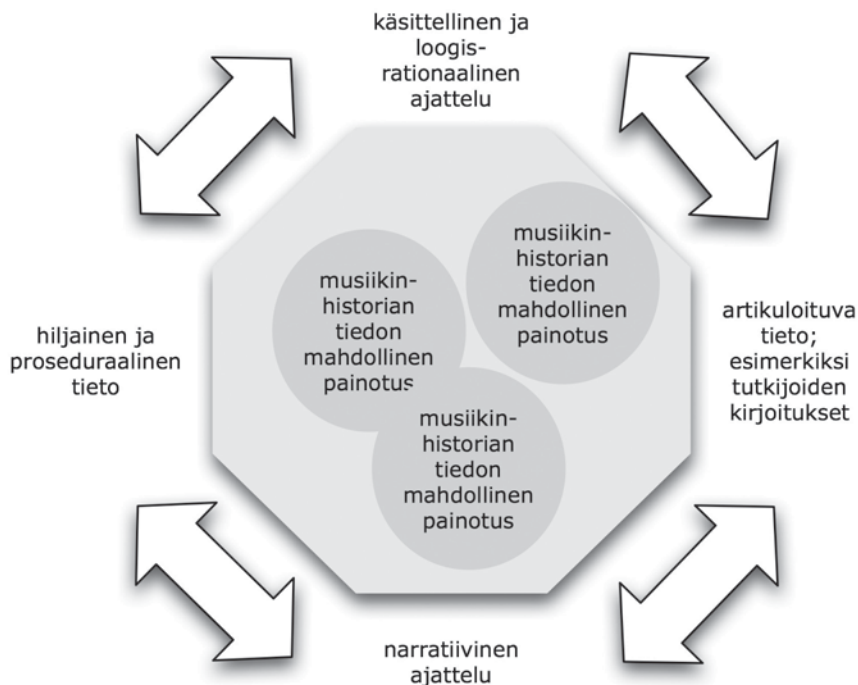 käsittellinen ja
loogis-
rationaalinen
ajattelu
musiikin-
historian
tiedon
mahdollinen
painotus
musiikin-
historian
tiedon
mahdollinen
painotus
hiljainen ja
proseduraalinen
tieto
artikuloituva
tieto;
esimerkiksi
tutkijoiden
kirjoitukset
musiikin-
historian
tiedon
mahdollinen
painotus
narratiivinen
ajattelu